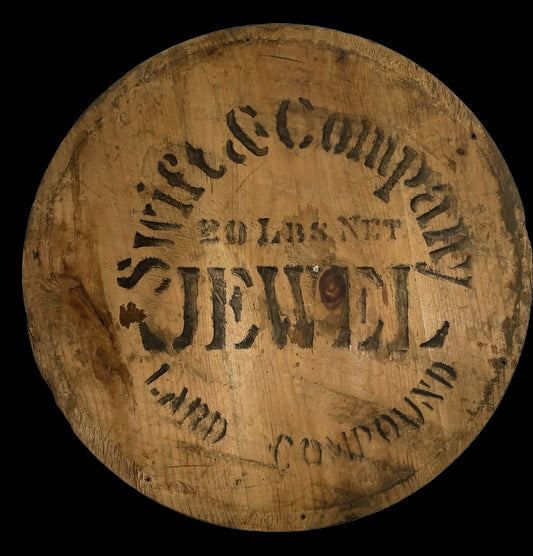 Swift & Company
20 LBS. NET
JEWEL
LARD COMPOUND